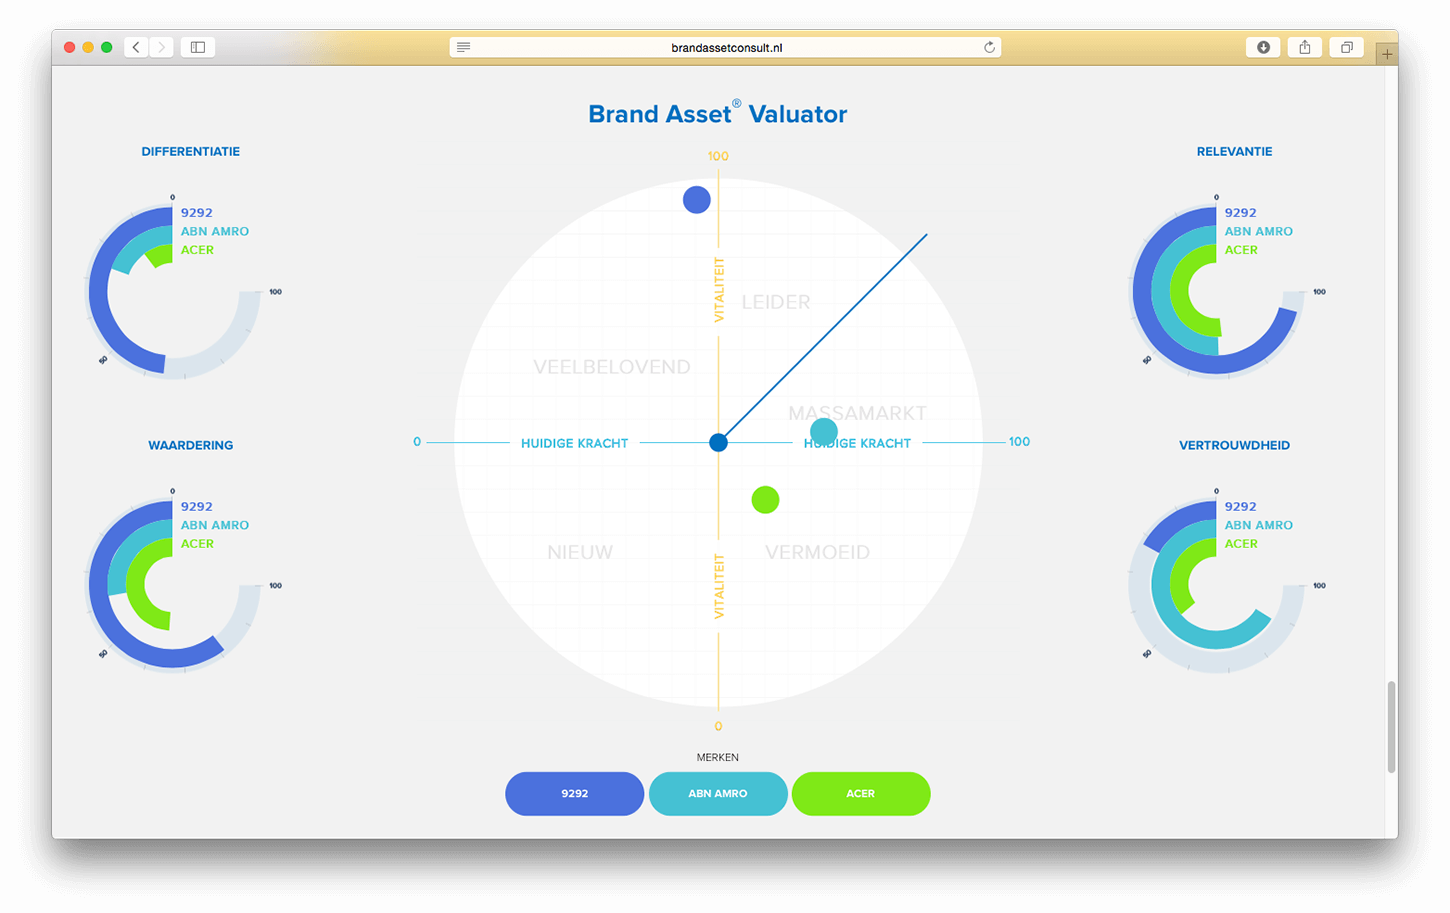 brandassetconsult.nl
Brand Asset® Valuator
DIFFERENTIATIE
0
9292
ABN AMRO
ACER
100
50
WAARDERING
0
9292
ABN AMRO
ACER
100
50
100
VITALITEIT
LEIDER
VEELBELOVEND
MASSAMARKT
0
HUIDIGE KRACHT
HUIDIGE KRACHT
100
NIEUW
VERMOEID
VITALITEIT
0
RELEVANTIE
0
9292
ABN AMRO
ACER
100
50
VERTROUWDHEID
0
9292
ABN AMRO
ACER
100
50
MERKEN
9292
ABN AMRO
ACER